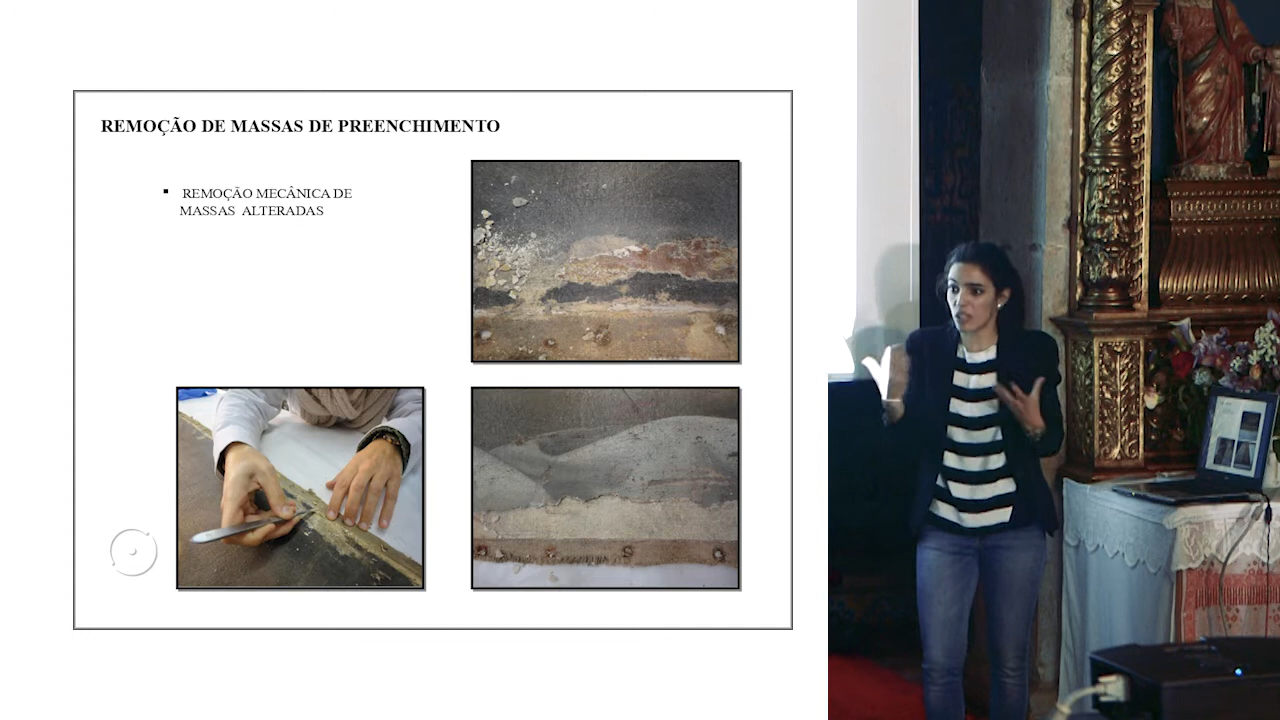 REMOÇÃO DE MASSAS DE PREENCHIMENTO
▪ REMOÇÃO MECÂNICA DE
MASSAS ALTERADAS